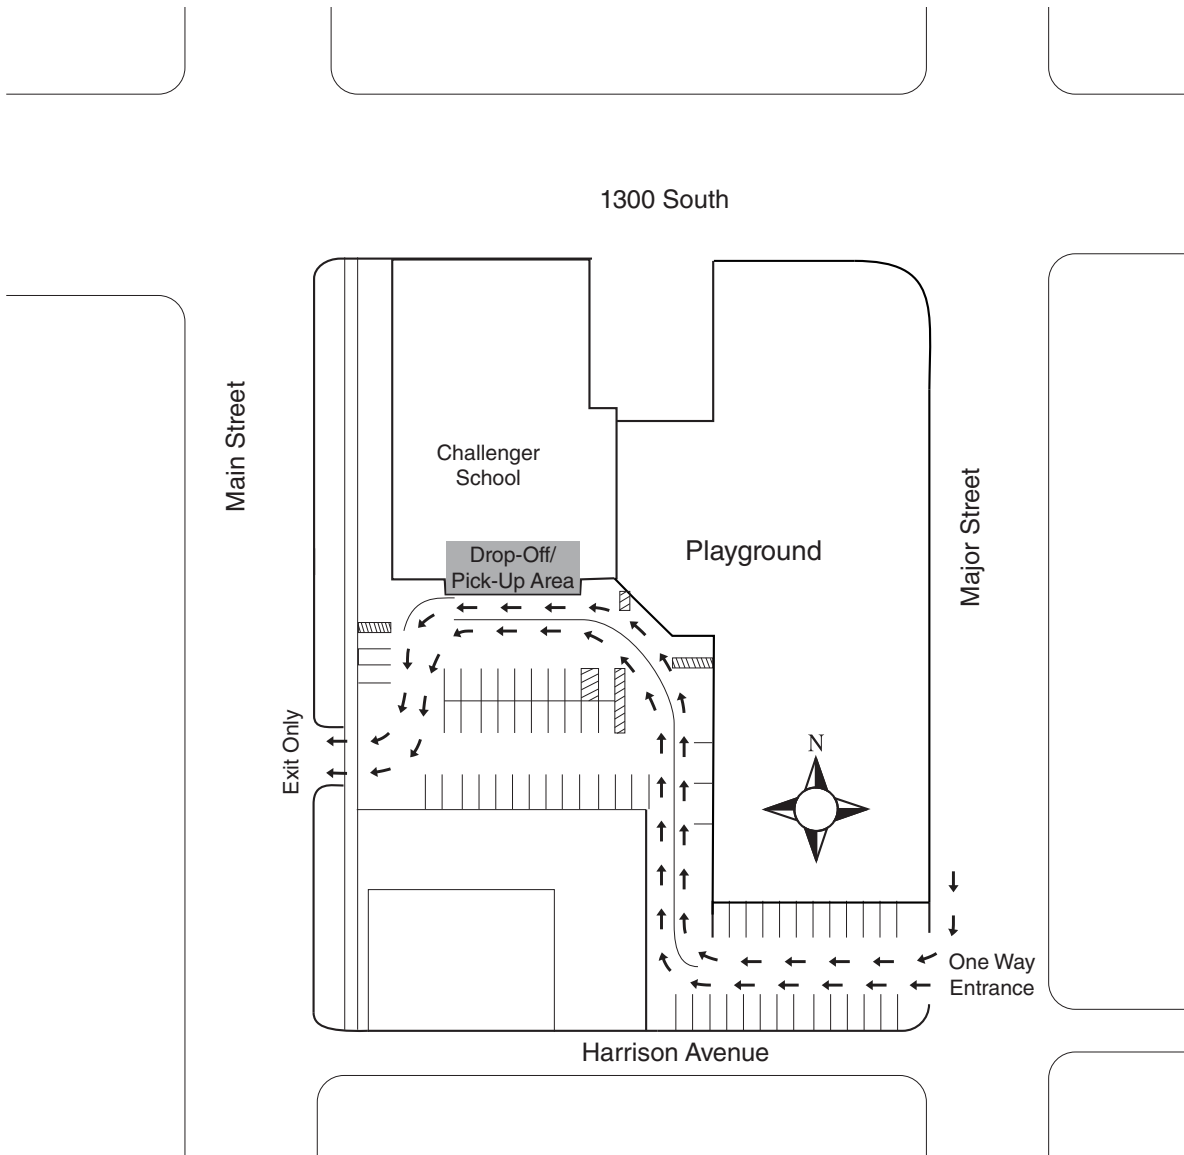 1300 South
Main Street
Challenger
School
Major Street
Playground
Drop-Off/
Pick-Up Area
Exit Only
N
One Way
Entrance
Harrison Avenue